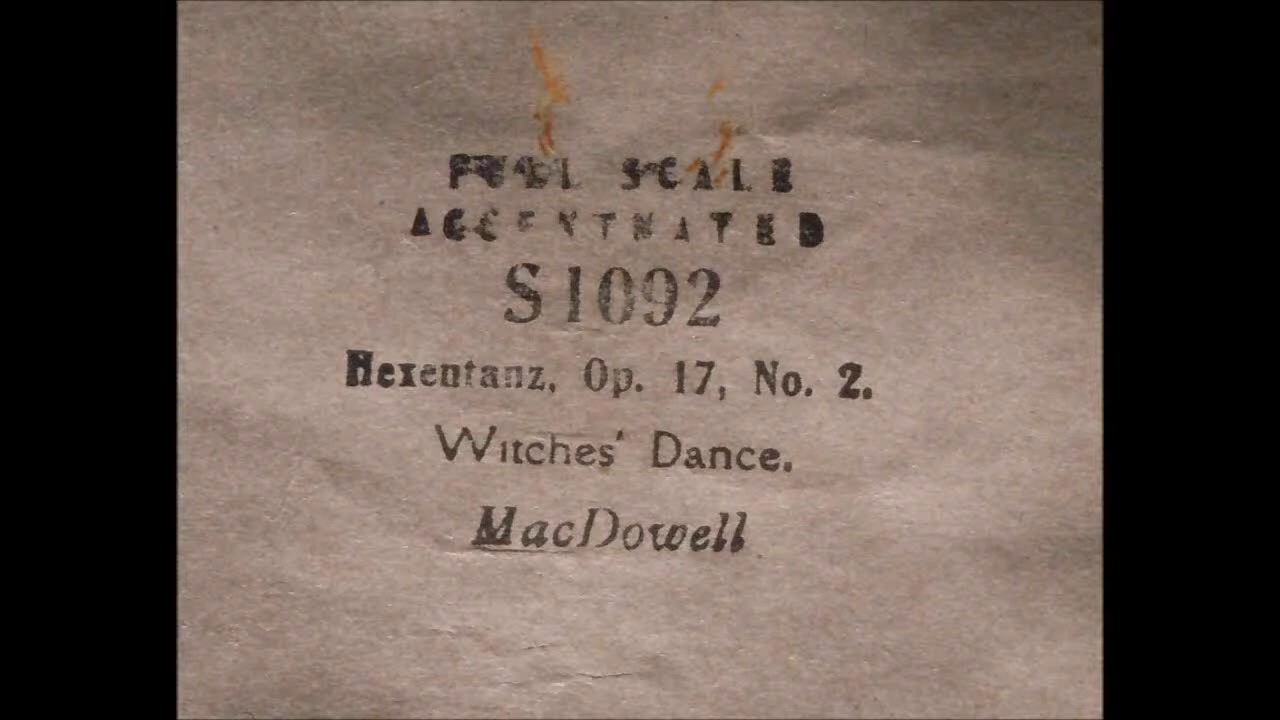 FULL SCALE
ACCENTUATED
S1092
Hexentanz, Op. 17, No. 2.
Witches' Dance.
MacDowell